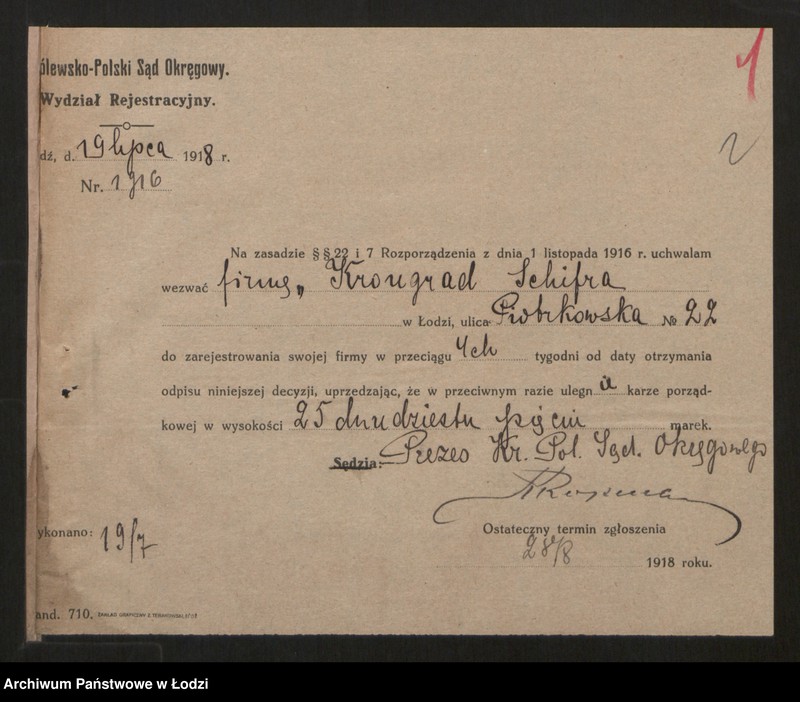 ólewsko-Polski Sąd Okręgowy.
Wydział Rejestracyjny.
dź, d. 19 lipca 1918 r.
Nr. 1916
1
2
Na zasadzie §§ 22 i 7 Rozporządzenia z dnia 1 listopada 1916 r. uchwalam
wezwać firmę „Krongrad Schifra
w Łodzi, ulica Piotrkowska № 22
do zarejestrowania swojej firmy w przeciągu 4ch tygodni od daty otrzymania
odpisu niniejszej decyzji, uprzedzając, że w przeciwnym razie ulegnie karze porząd-
kowej w wysokości 25 dwudziestu pięciu marek.
Sędzia: Prezes Kr. Pol. Sąd. Okręgowego
Ostateczny termin zgłoszenia
ykonano: 19/7
28/8 1918 roku.
and. 710.
Archiwum Państwowe w Łodzi